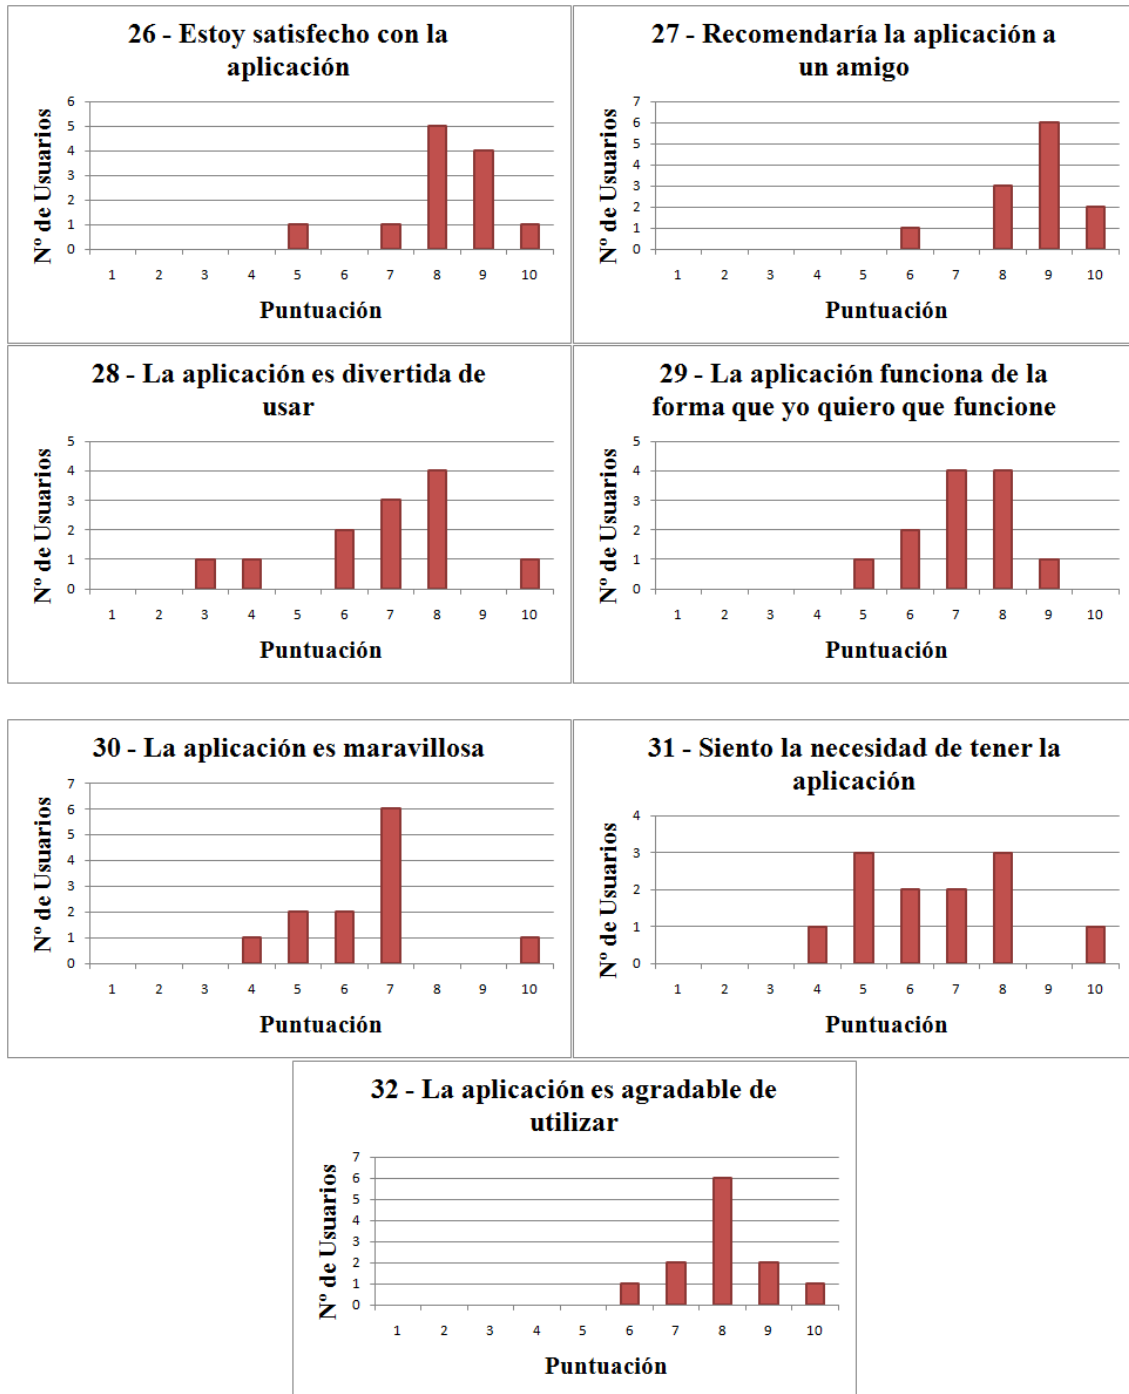 26 - Estoy satisfecho con la
aplicación
6
5
4
3
2
1
0
Nº de Usuarios
1 2 3 4 5 6 7 8 9 10
Puntuación
27 - Recomendaría la aplicación a
un amigo
7
6
5
4
3
2
1
0
Nº de Usuarios
1 2 3 4 5 6 7 8 9 10
Puntuación
28 - La aplicación es divertida de
usar
5
4
3
2
1
0
Nº de Usuarios
1 2 3 4 5 6 7 8 9 10
Puntuación
29 - La aplicación funciona de la
forma que yo quiero que funcione
5
4
3
2
1
0
Nº de Usuarios
1 2 3 4 5 6 7 8 9 10
Puntuación
30 - La aplicación es maravillosa
7
6
5
4
3
2
1
0
Nº de Usuarios
1 2 3 4 5 6 7 8 9 10
Puntuación
31 - Siento la necesidad de tener la
aplicación
4
3
2
1
0
Nº de Usuarios
1 2 3 4 5 6 7 8 9 10
Puntuación
32 - La aplicación es agradable de
utilizar
7
6
5
4
3
2
1
0
Nº de Usuarios
1 2 3 4 5 6 7 8 9 10
Puntuación